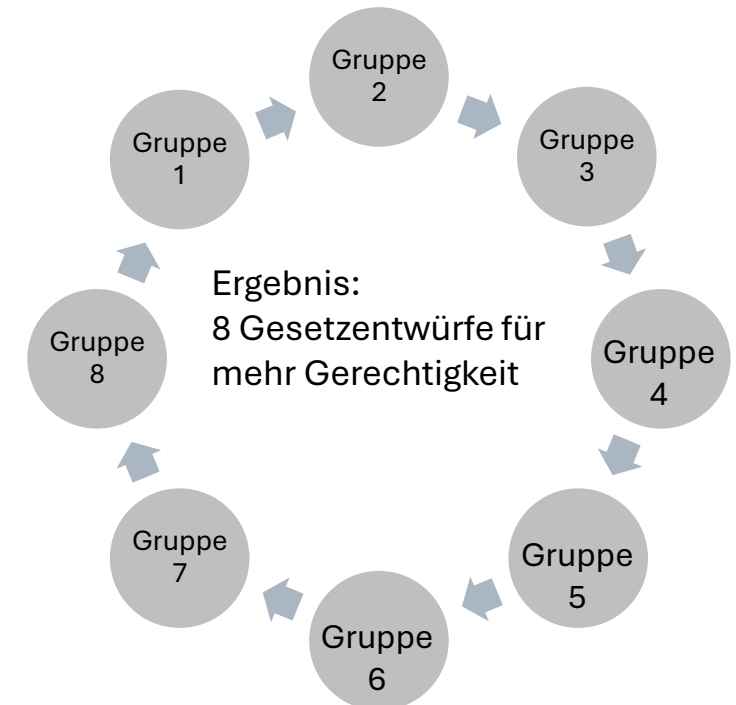 Gruppe
2
Gruppe
1
Gruppe
3
Ergebnis:
8 Gesetzentwürfe für
mehr Gerechtigkeit
Gruppe
8
Gruppe
4
Gruppe
7
Gruppe
5
Gruppe
6